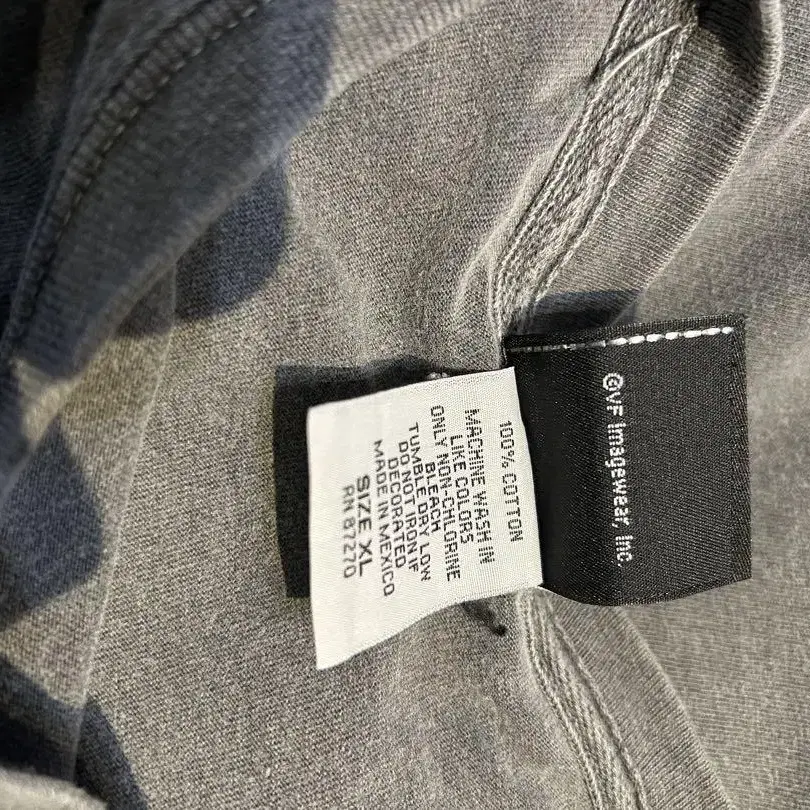 100% COTTON
MACHINE WASH IN
LIKE COLORS
ONLY NON-CHLORINE
BLEACH
TUMBLE DRY LOW
DO NOT IRON IF
DECORATED
MADE IN MEXICO
SIZE XL
RN 87270
©VF Imagewear, Inc.